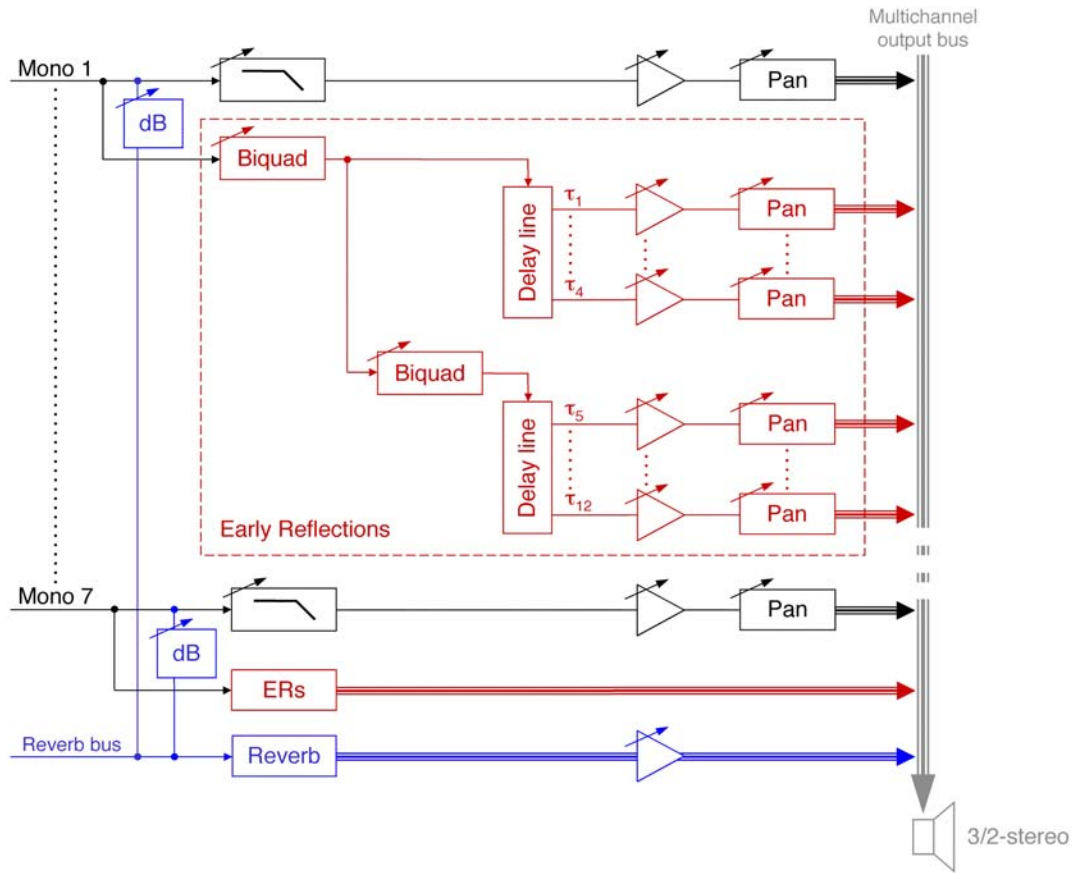 Multichannel
output bus
Mono 1
Pan
dB
Biquad
Delay line
τ1
Pan
τ4
Pan
Biquad
Delay line
τ5
Pan
τ12
Pan
Early Reflections
Mono 7
Pan
dB
ERs
Reverb bus
Reverb
3/2-stereo